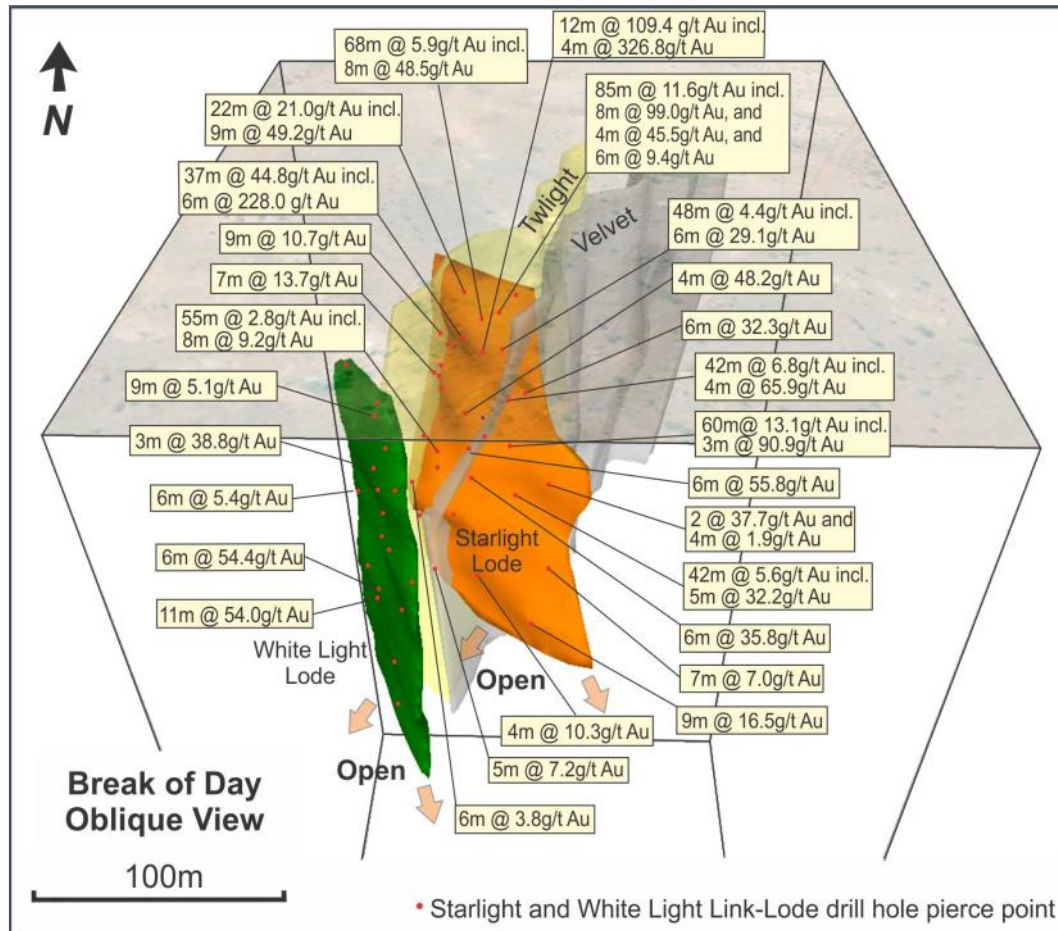 12m @ 109.4 g/t Au incl.
4m @ 326.8g/t Au
68m @ 5.9g/t Au incl.
8m @ 48.5g/t Au
N
85m @ 11.6g/t Au incl.
8m @ 99.0g/t Au, and
4m @ 45.5g/t Au, and
6m @ 9.4g/t Au
22m @ 21.0g/t Au incl.
9m @ 49.2g/t Au
37m @ 44.8g/t Au incl.
6m @ 228.0 g/t Au
Twlight
Velvet
48m @ 4.4g/t Au incl.
6m @ 29.1g/t Au
9m @ 10.7g/t Au
7m @ 13.7g/t Au
4m @ 48.2g/t Au
55m @ 2.8g/t Au incl.
8m @ 9.2g/t Au
6m @ 32.3g/t Au
42m @ 6.8g/t Au incl.
4m @ 65.9g/t Au
9m @ 5.1g/t Au
60m@ 13.1g/t Au incl.
3m @ 90.9g/t Au
3m @ 38.8g/t Au
6m @ 55.8g/t Au
6m @ 5.4g/t Au
2 @ 37.7g/t Au and
4m @ 1.9g/t Au
Starlight
Lode
6m @ 54.4g/t Au
42m @ 5.6g/t Au incl.
5m @ 32.2g/t Au
11m @ 54.0g/t Au
6m @ 35.8g/t Au
White Light
Lode
7m @ 7.0g/t Au
Open
9m @ 16.5g/t Au
4m @ 10.3g/t Au
Open
5m @ 7.2g/t Au
6m @ 3.8g/t Au
Break of Day
Oblique View
100m
Starlight and White Light Link-Lode drill hole pierce point